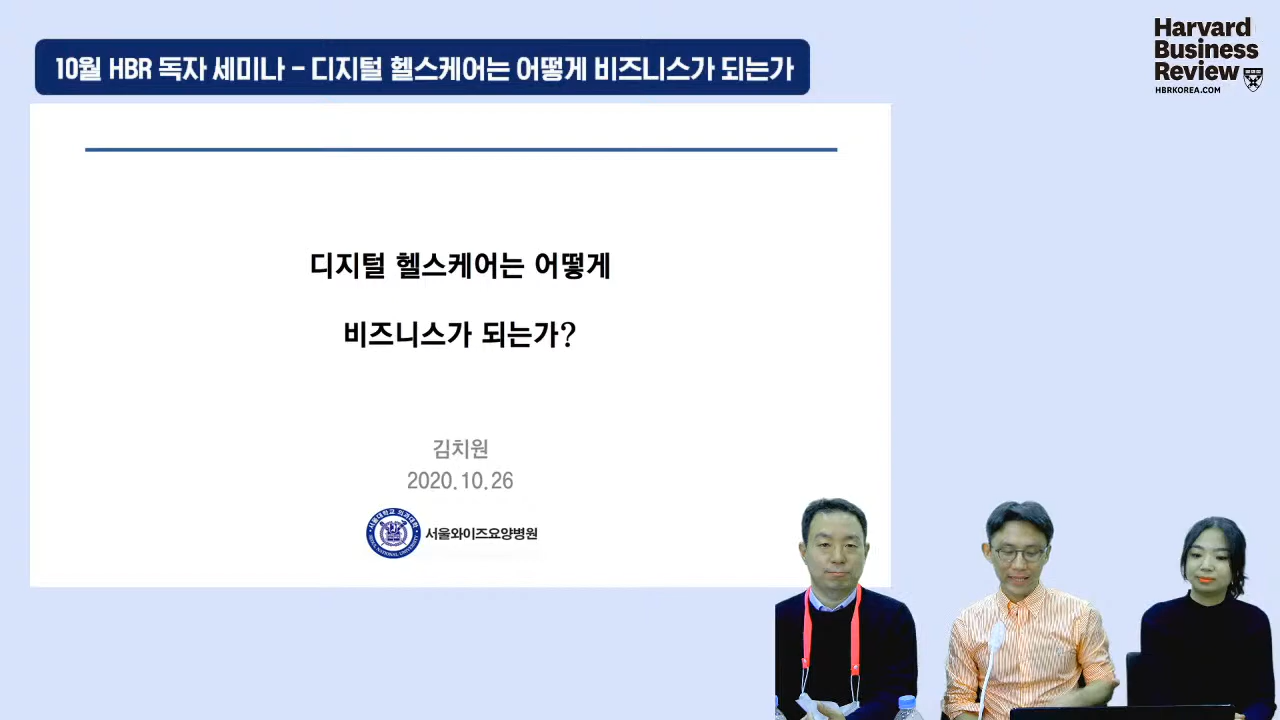 10월 HBR 독자 세미나 - 디지털 헬스케어는 어떻게 비즈니스가 되는가
Harvard
Business
Review
HBRKOREA.COM
디지털 헬스케어는 어떻게
비즈니스가 되는가?
김치원
2020.10.26
서울와이즈요양병원